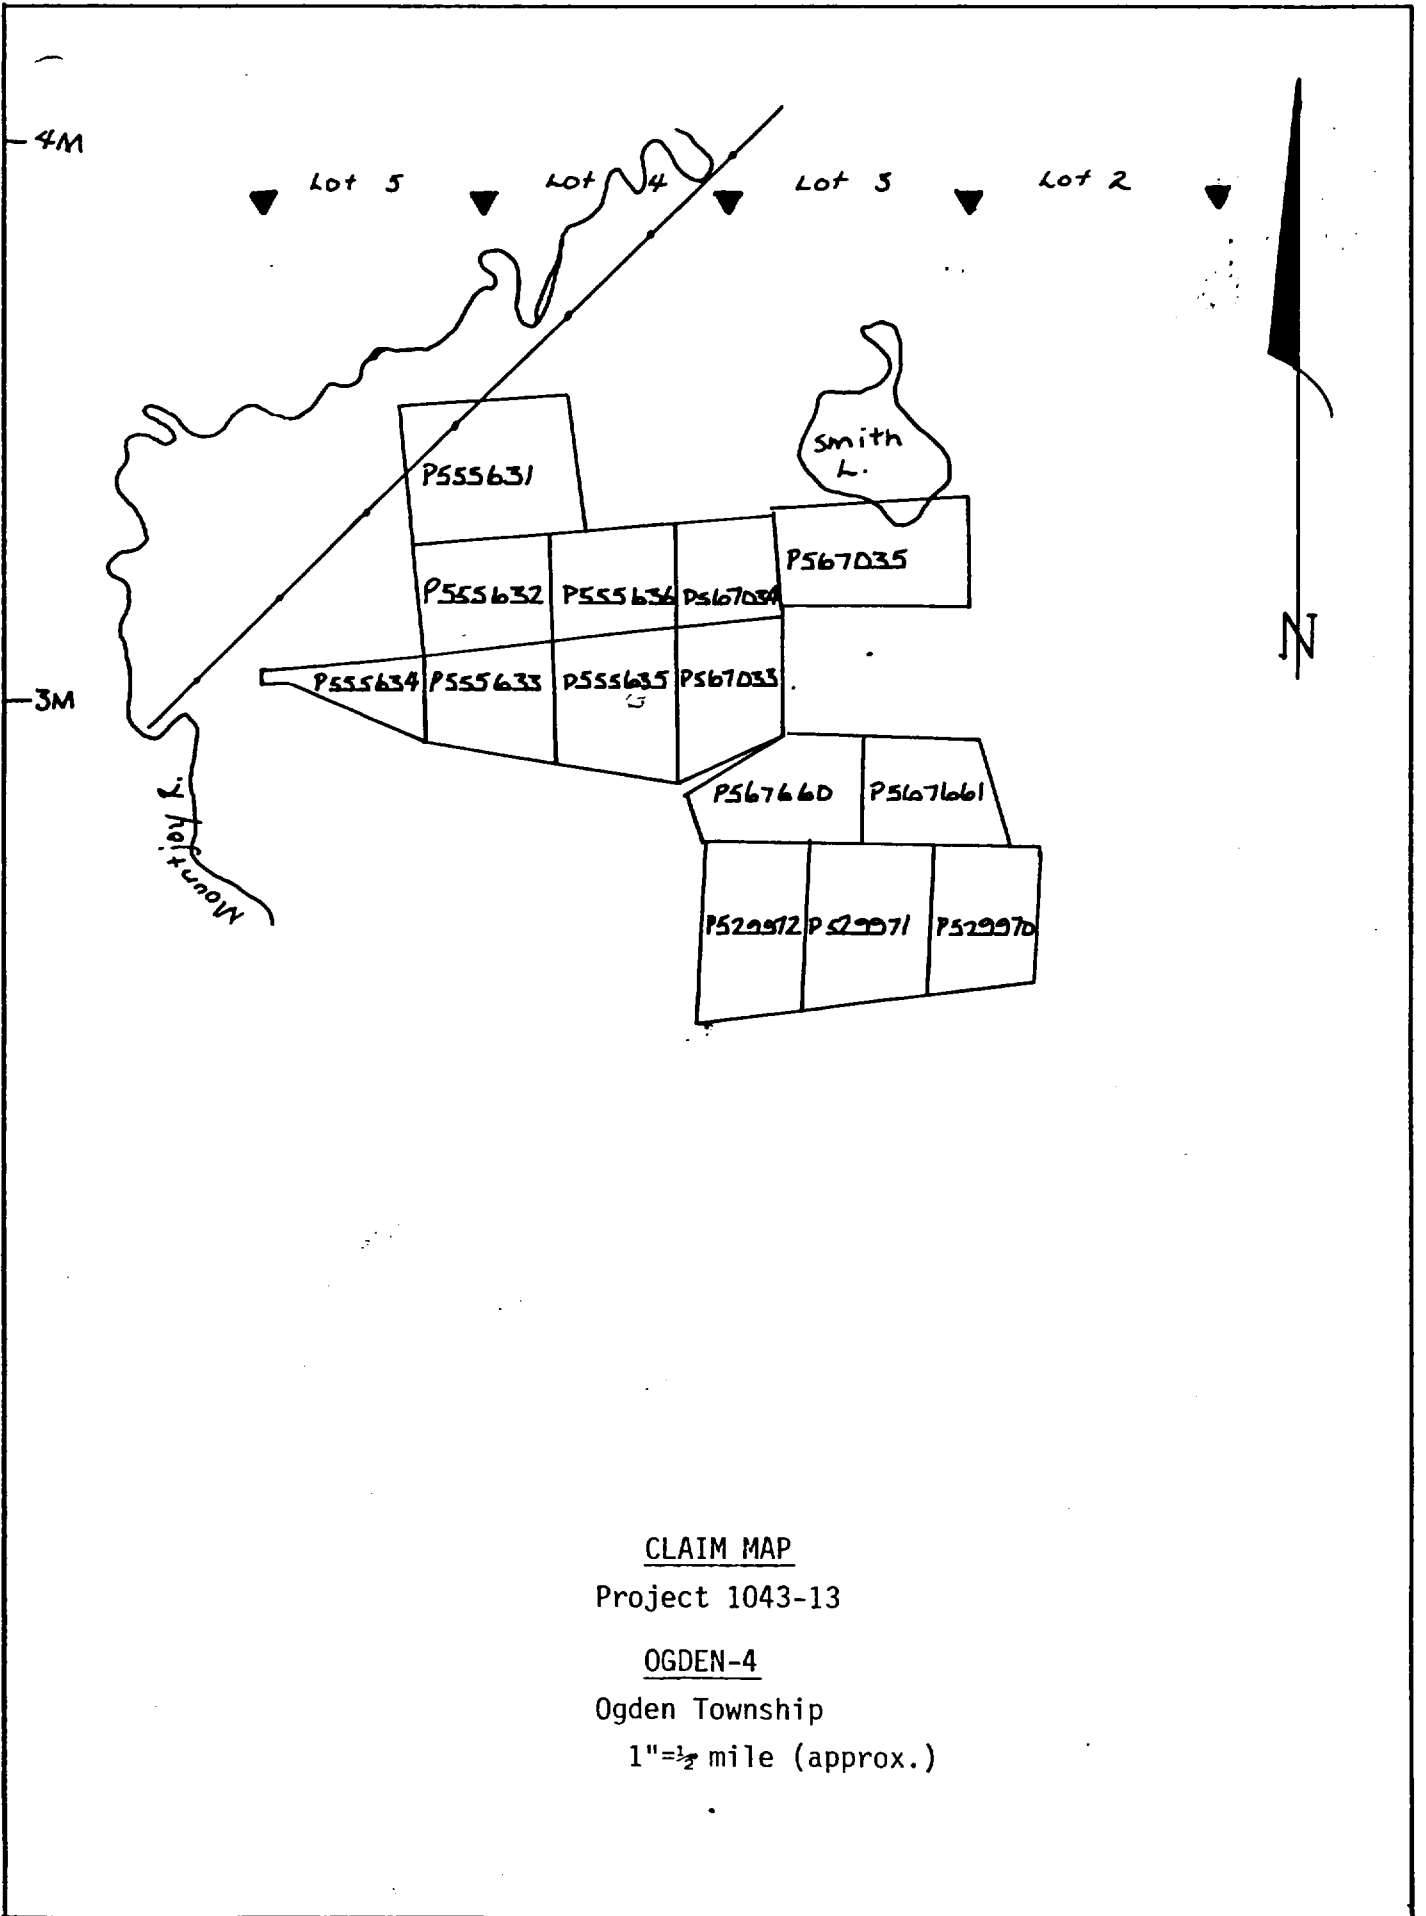 4M
Lot 5 Lot 4 Lot 3 Lot 2
Smith
L.
P555631
P567035
P555632 P555636 P567034
P555634 P555633 P555635 P567033
3M
P567660 P567661
Mountjoy R.
P529972 P529971 P529970
N
CLAIM MAP
Project 1043-13
OGDEN-4
Ogden Township
1"=½ mile (approx.)